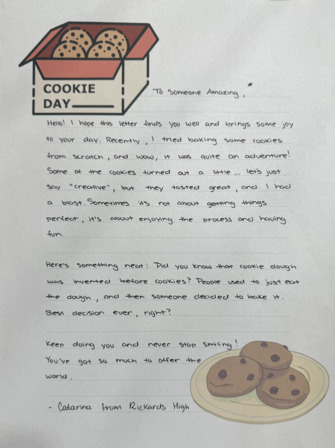 COOKIE
DAY
To Someone Amazing,
Hello! I hope this letter finds you well and brings some joy
to your day. Recently, I tried baking some cookies
from scratch, and wow, it was quite an adventure!
Some of the cookies turned out a little... let's just
say "creative", but they tasted great, and I had
a blast. Sometimes it's not about getting things
perfect, it's about enjoying the process and having
fun.
Here's something neat: Did you know that cookie dough
was invented before cookies? People used to just eat
the dough, and then someone decided to bake it.
Best decision ever, right?
Keep doing you and never stop smiling!
You've got so much to offer the
world.
- Catarina from Rickards High